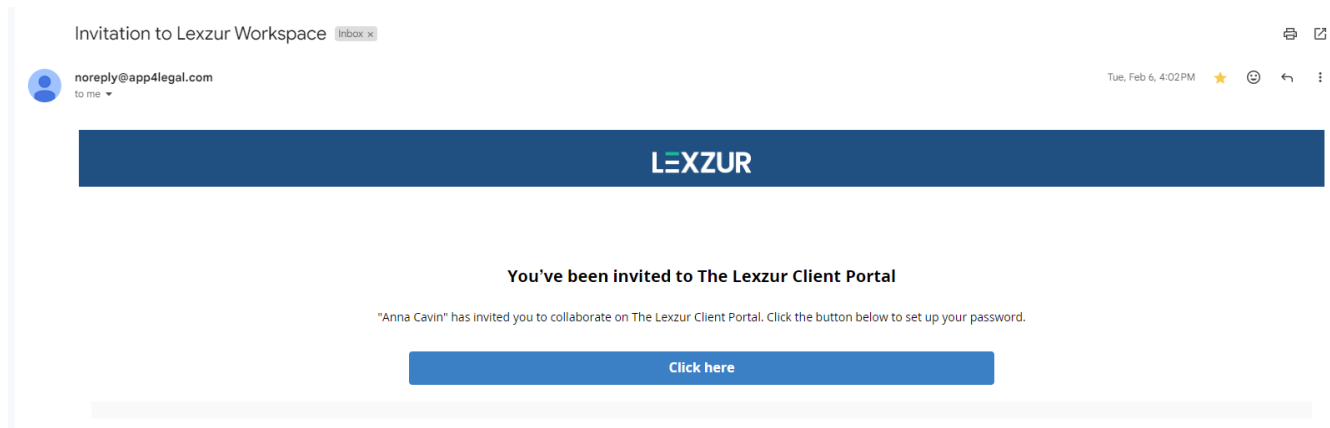 Invitation to Lexzur Workspace Inbox ×
noreply@app4legal.com
Tue, Feb 6, 4:02 PM
to me
LEXZUR
You've been invited to The Lexzur Client Portal
"Anna Cavin" has invited you to collaborate on The Lexzur Client Portal. Click the button below to set up your password.
Click here